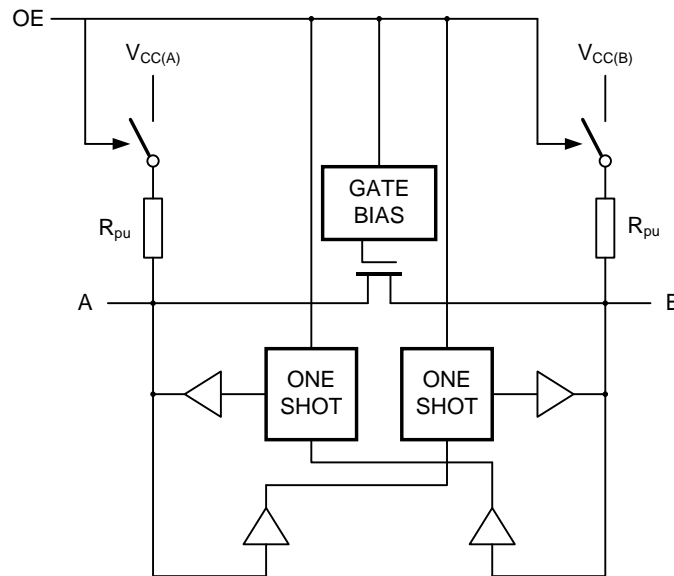 OE
VCC(A)
VCC(B)
GATE
BIAS
Rpu
Rpu
A
B
ONE
SHOT
ONE
SHOT